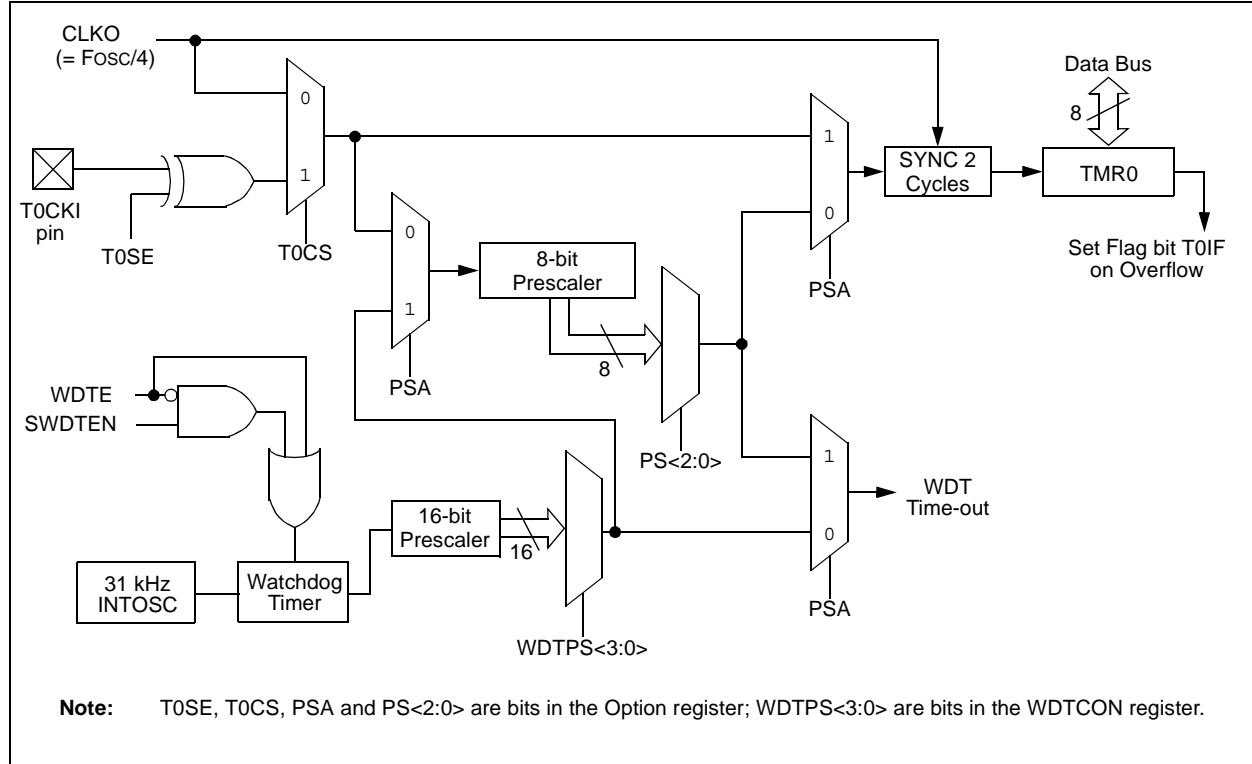 CLKO
(= FOSC/4)
Data Bus
0
8
1
SYNC 2
Cycles
TMR0
1
T0CKI
pin
T0SE
T0CS
0
8-bit
Prescaler
0
Set Flag bit T0IF
on Overflow
PSA
1
8
PSA
WDTE
SWDTEN
PS<2:0>
1
WDT
Time-out
16-bit
Prescaler
16
0
31 kHz
INTOSC
Watchdog
Timer
PSA
WDTPS<3:0>
Note: T0SE, T0CS, PSA and PS<2:0> are bits in the Option register; WDTPS<3:0> are bits in the WDTCON register.